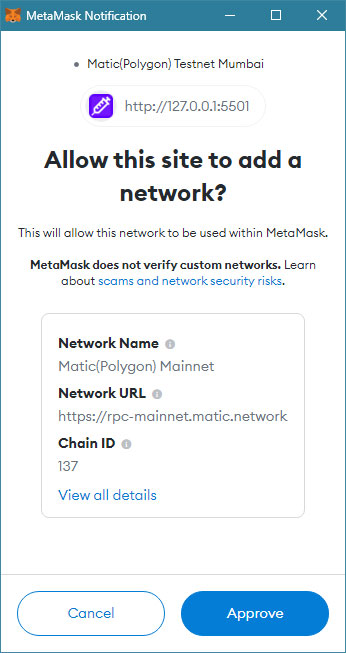 MetaMask Notification
Matic(Polygon) Testnet Mumbai
http://127.0.0.1:5501
Allow this site to add a
network?
This will allow this network to be used within MetaMask.
MetaMask does not verify custom networks. Learn
about scams and network security risks.
Network Name
Matic(Polygon) Mainnet
Network URL
https://rpc-mainnet.matic.network
Chain ID
137
View all details
Cancel
Approve